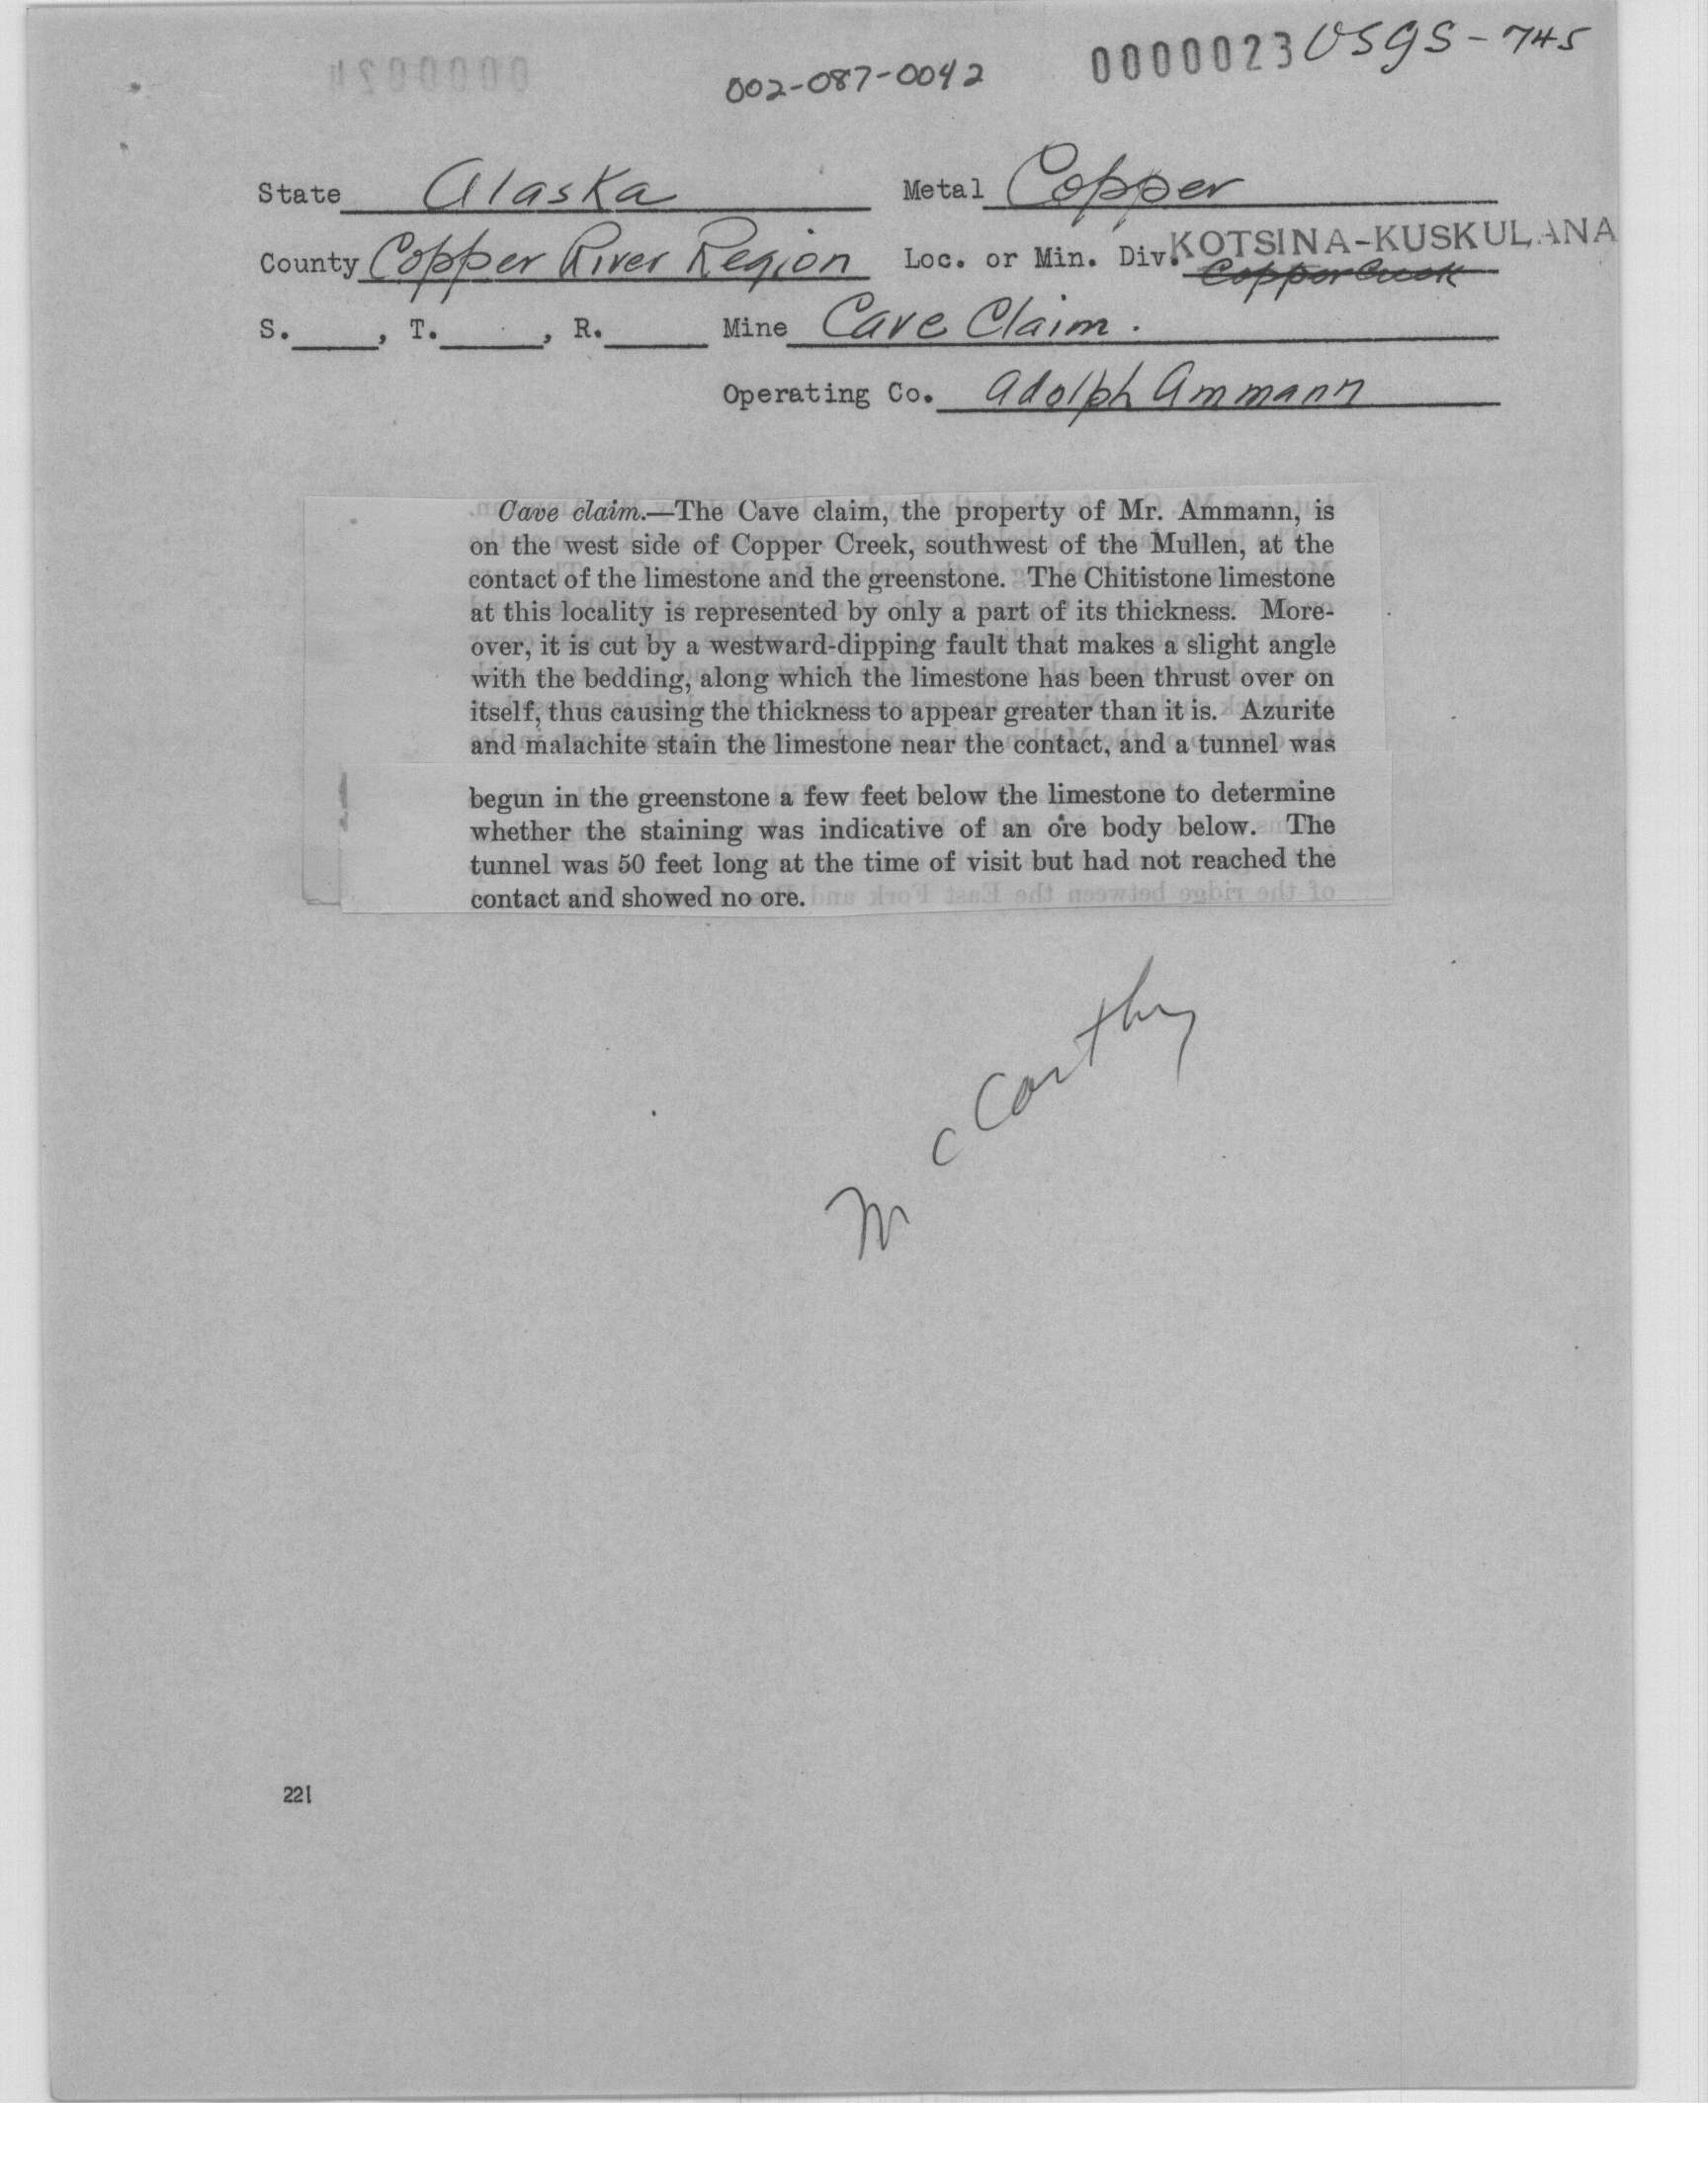 002-087-0042 0000023 USGS-745
State Alaska Metal Copper
County Copper River Region Loc. or Min. Div. KOTSINA-KUSKULANA
Copper Creek
S. , T. , R. Mine Cave Claim.
Operating Co. Adolph Ammann
Cave claim.—The Cave claim, the property of Mr. Ammann, is
on the west side of Copper Creek, southwest of the Mullen, at the
contact of the limestone and the greenstone. The Chitistone limestone
at this locality is represented by only a part of its thickness. More-
over, it is cut by a westward-dipping fault that makes a slight angle
with the bedding, along which the limestone has been thrust over on
itself, thus causing the thickness to appear greater than it is. Azurite
and malachite stain the limestone near the contact, and a tunnel was
begun in the greenstone a few feet below the limestone to determine
whether the staining was indicative of an ore body below. The
tunnel was 50 feet long at the time of visit but had not reached the
contact and showed no ore.
McCarthy
221